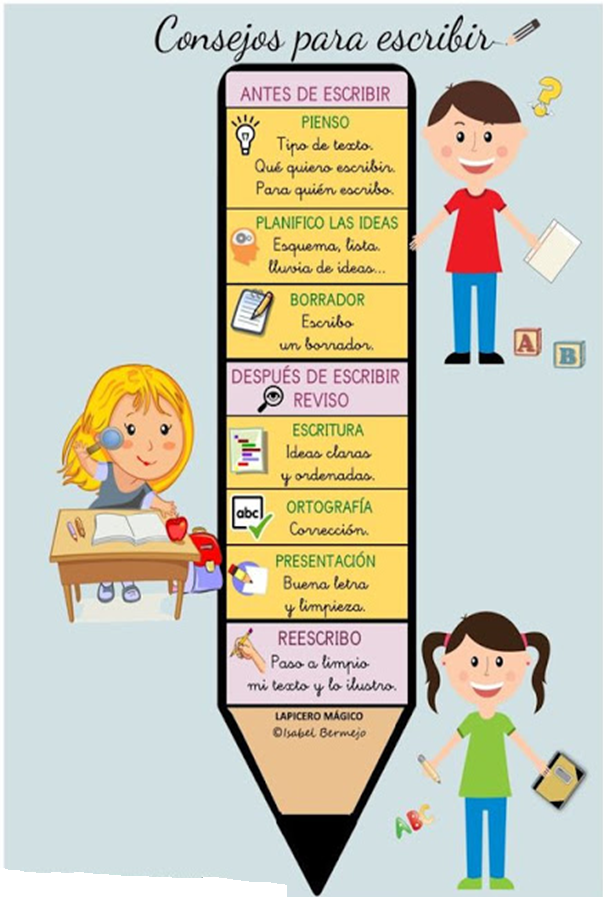 Consejos para escribir
ANTES DE ESCRIBIR
PIENSO
Tipo de texto.
Qué quiero escribir.
Para quién escribo.
PLANIFICO LAS IDEAS
Esquema, lista.
lluvia de ideas...
BORRADOR
Escribo
un borrador.
DESPUÉS DE ESCRIBIR
REVISO
ESCRITURA
Ideas claras
y ordenadas.
abc
ORTOGRAFÍA
Corrección.
PRESENTACIÓN
Buena letra
y limpieza.
REESCRIBO
Paso a limpio
mi texto y lo ilustro.
LAPICERO MÁGICO
©Isabel Bermejo
?
A
B
ABC